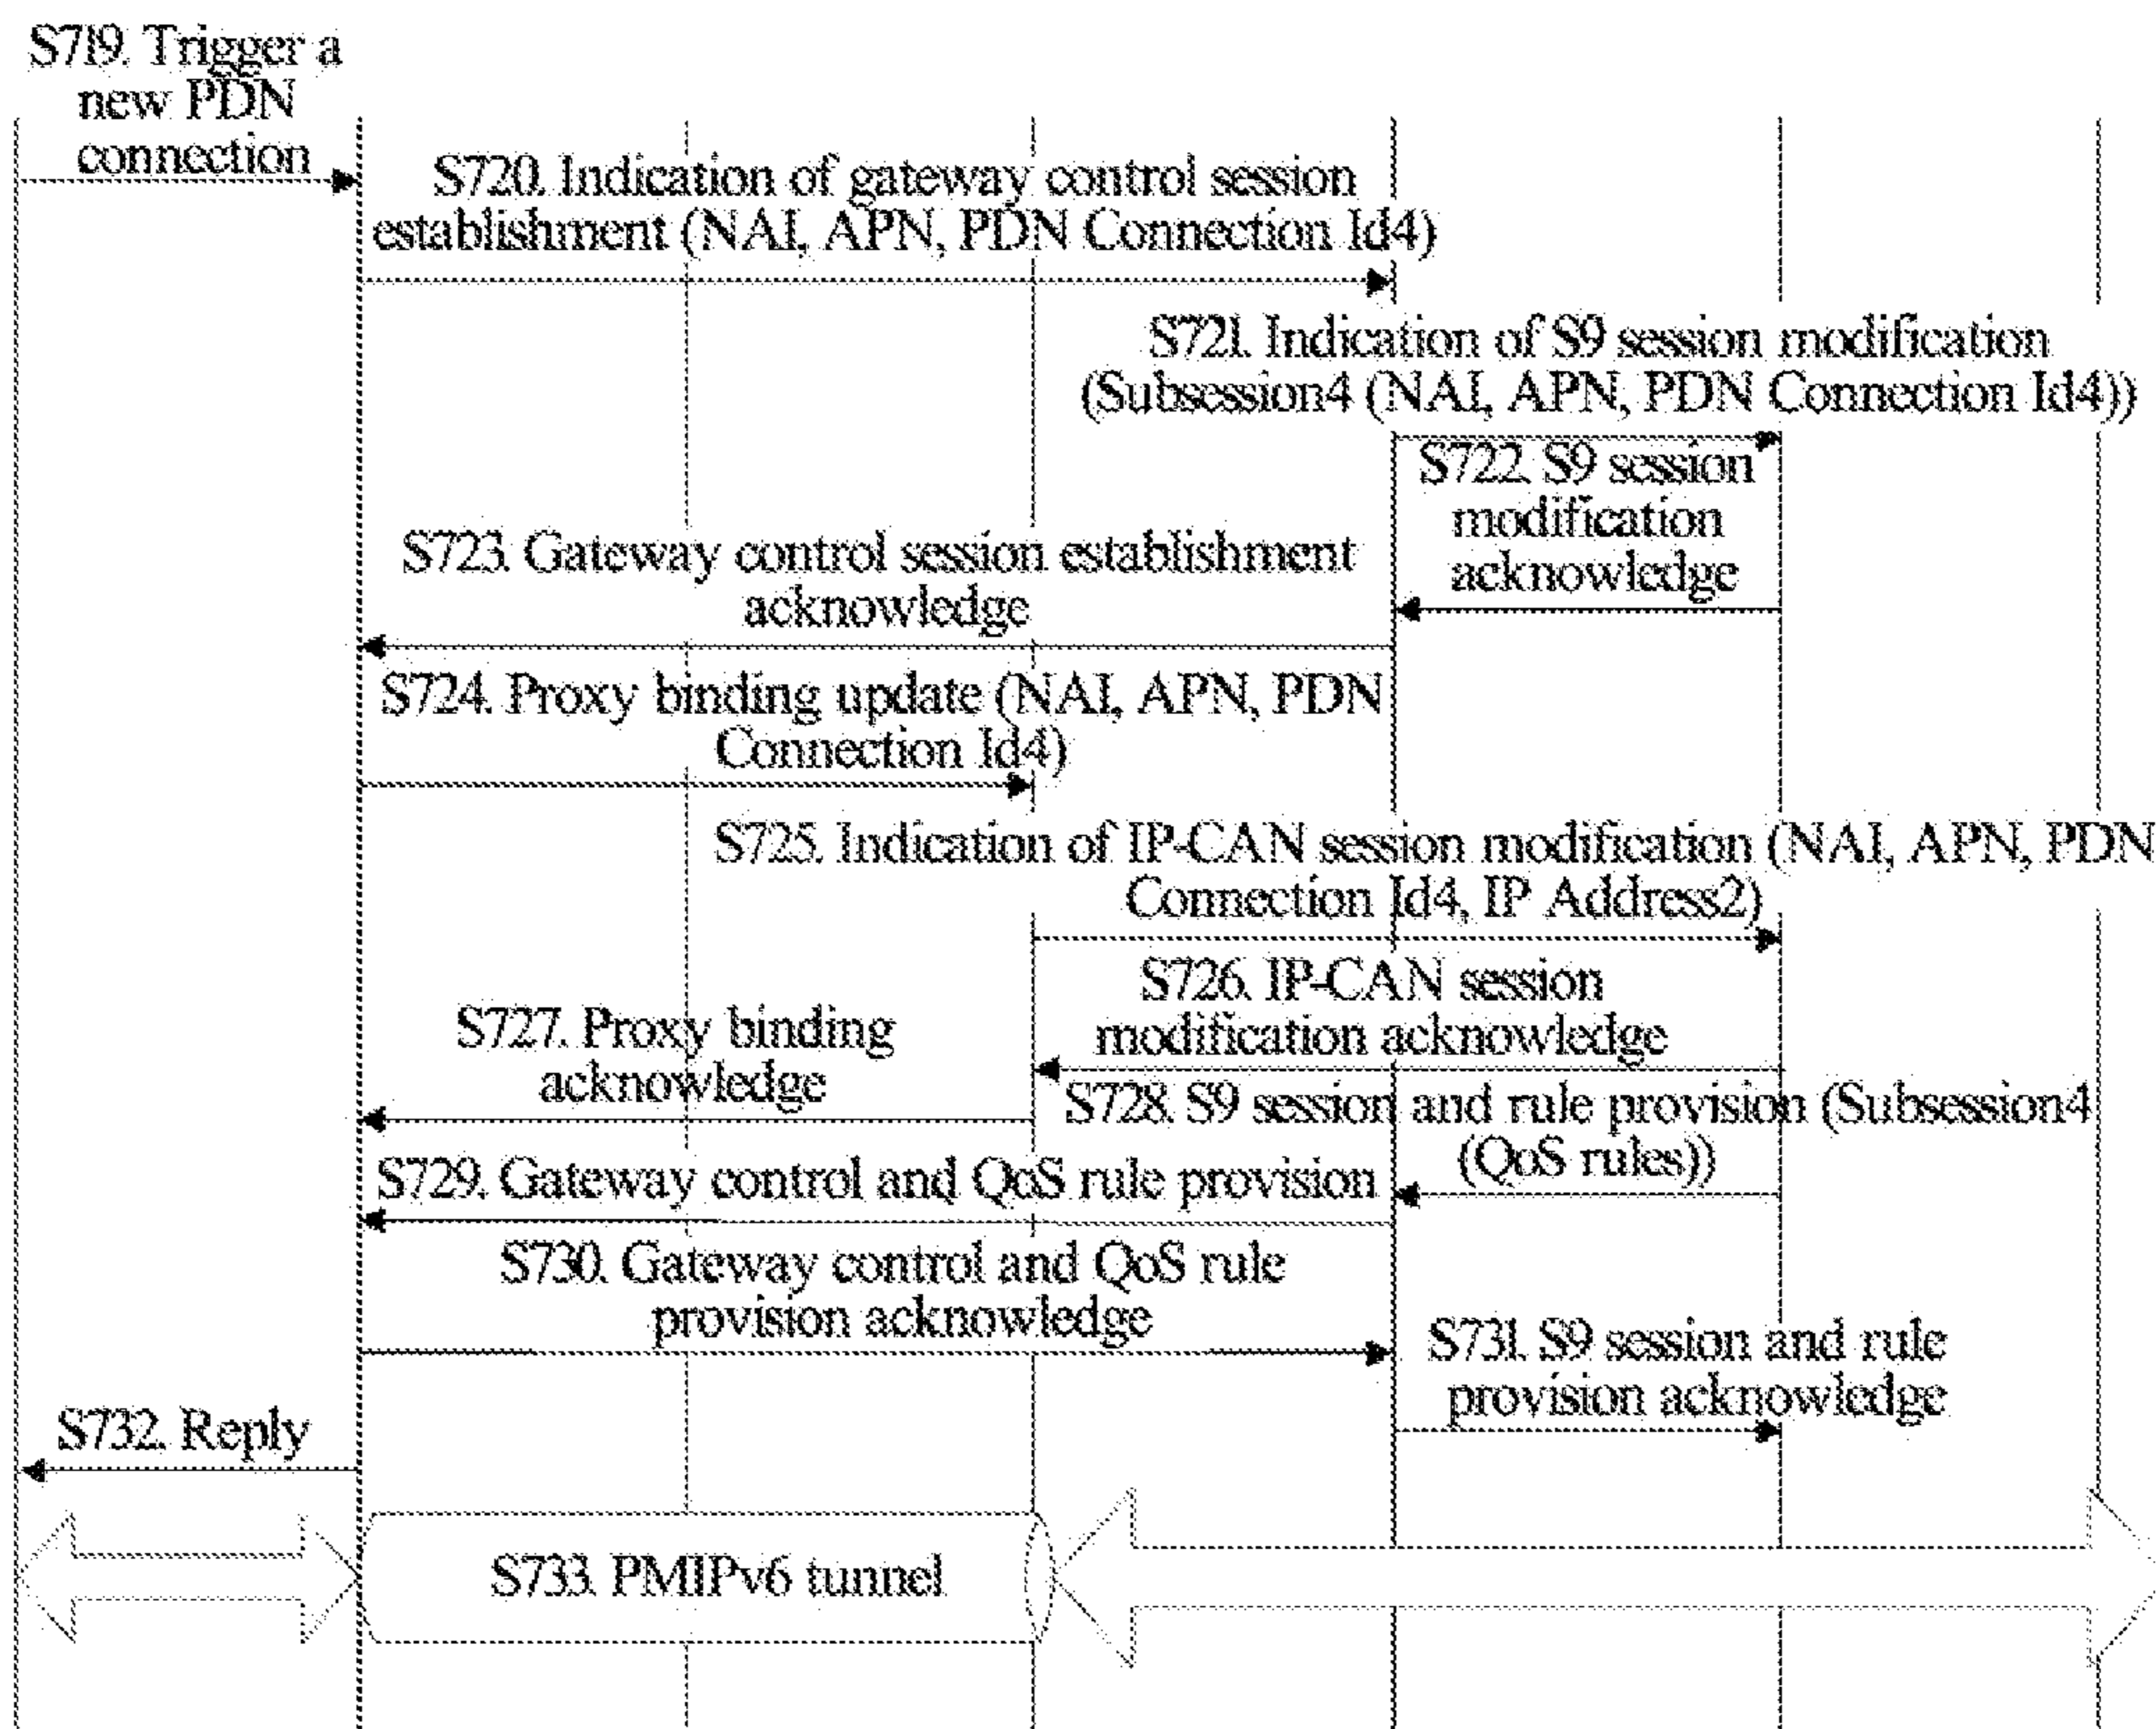 S719. Trigger a
new PDN
connection
S720. Indication of gateway control session
establishment (NAI, APN, PDN Connection Id4)
S721. Indication of S9 session modification
(Subsession4 (NAI, APN, PDN Connection Id4))
S722. S9 session
modification
acknowledge
S723. Gateway control session establishment
acknowledge
S724. Proxy binding update (NAI, APN, PDN
Connection Id4)
S725. Indication of IP-CAN session modification (NAI, APN, PDN
Connection Id4, IP Address2)
S726. IP-CAN session
modification acknowledge
S727. Proxy binding
acknowledge
S728. S9 session and rule provision (Subsession4
(QoS rules))
S729. Gateway control and QoS rule provision
S730. Gateway control and QoS rule
provision acknowledge
S731. S9 session and rule
provision acknowledge
S732. Reply
S733. PMIPv6 tunnel